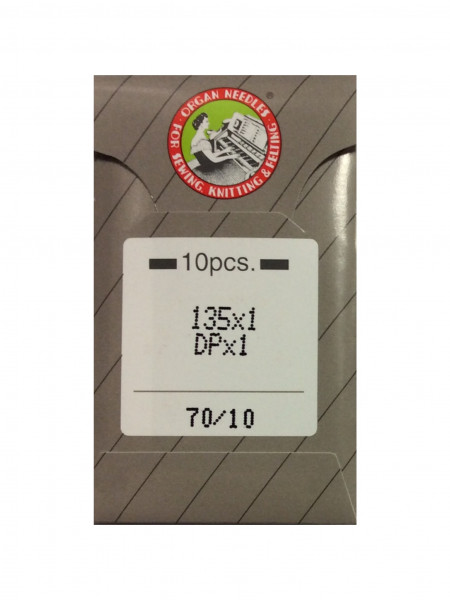 · ORGAN NEEDLES ·
FOR SEWING, KNITTING & FELTING
®
10pcs.
135x1
DPx1
70/10